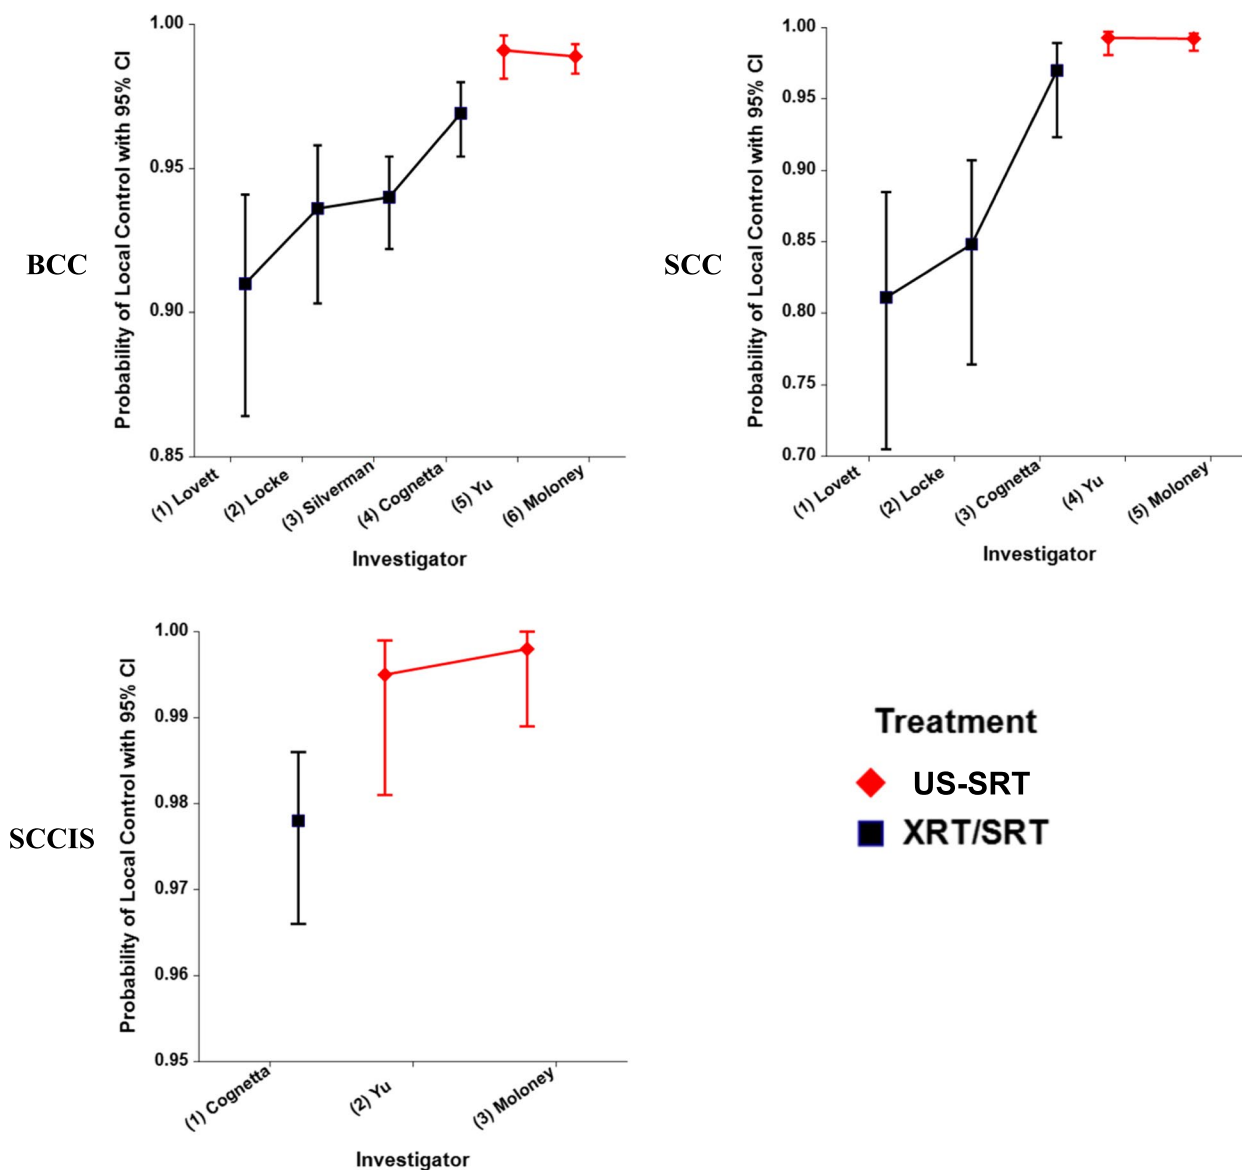 BCC
Probability of Local Control with 95% CI
1.00
0.95
0.90
0.85
(1) Lovett
(2) Locke
(3) Silverman
(4) Cognetta
(5) Yu
(6) Moloney
Investigator
SCC
Probability of Local Control with 95% CI
1.00
0.95
0.90
0.85
0.80
0.75
0.70
(1) Lovett
(2) Locke
(3) Cognetta
(4) Yu
(5) Moloney
Investigator
SCCIS
Probability of Local Control with 95% CI
1.00
0.99
0.98
0.97
0.96
0.95
(1) Cognetta
(2) Yu
(3) Moloney
Investigator
Treatment
US-SRT
XRT/SRT